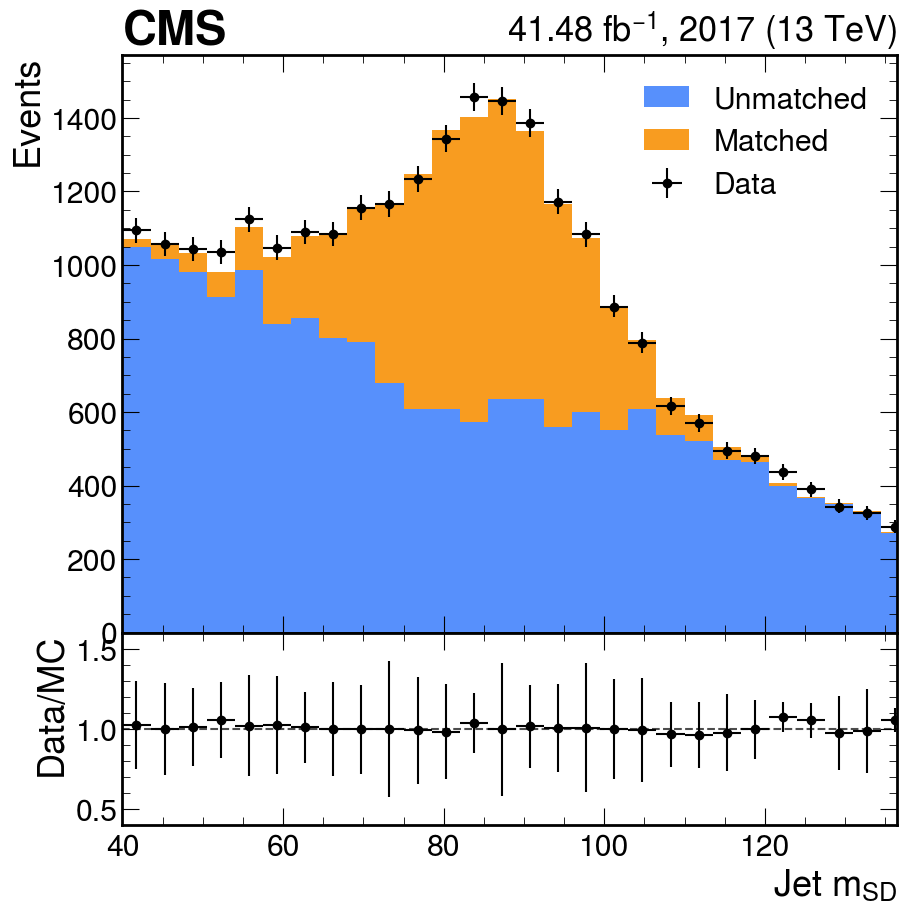 CMS 41.48 fb⁻¹, 2017 (13 TeV)
Events
1400
1200
1000
800
600
400
200
0
Unmatched
Matched
Data
Data/MC
1.5
1.0
0.5
40 60 80 100 120
Jet m_SD